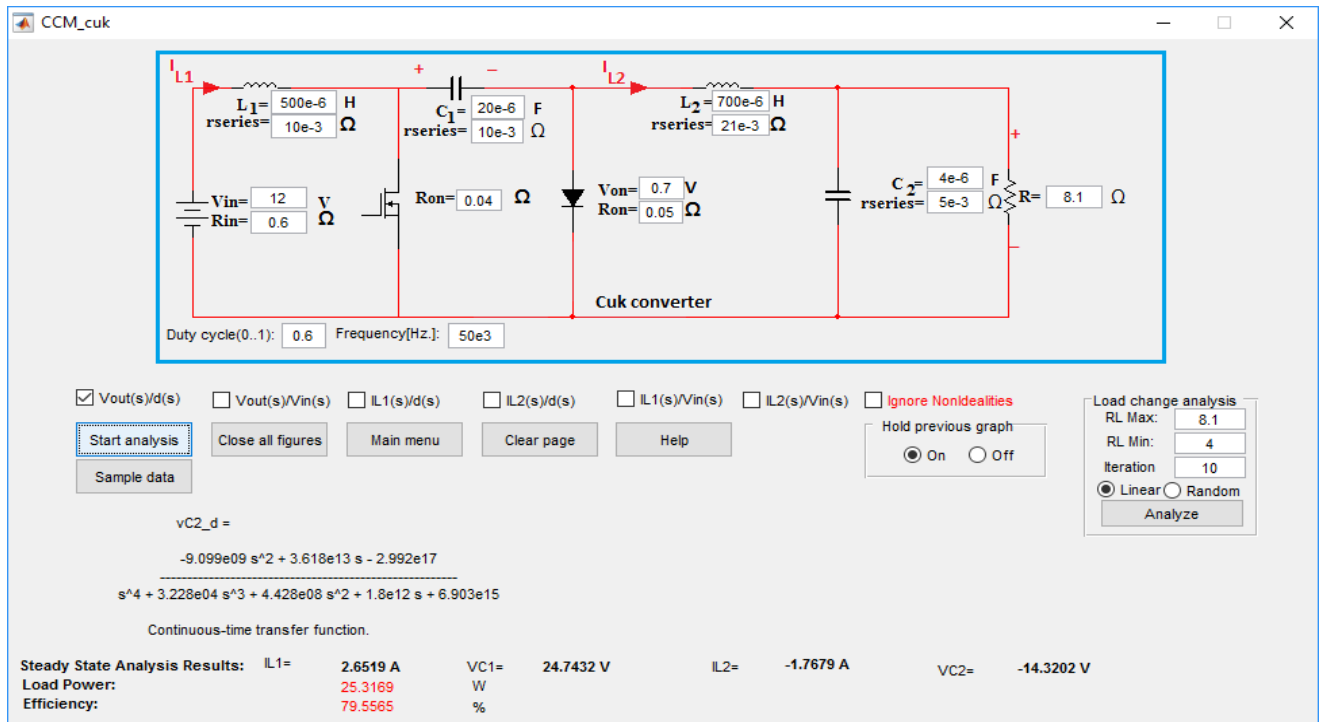 CCM_cuk
I L1
+ −
I L2
L1= 500e-6 H
rseries= 10e-3 Ω
C1= 20e-6 F
rseries= 10e-3 Ω
L2= 700e-6 H
rseries= 21e-3 Ω
+
Vin= 12 V
Rin= 0.6 Ω
Ron= 0.04 Ω
Von= 0.7 V
Ron= 0.05 Ω
C2= 4e-6 F
rseries= 5e-3 Ω
R= 8.1 Ω
−
Cuk converter
Duty cycle(0..1): 0.6 Frequency[Hz.]: 50e3
Vout(s)/d(s) Vout(s)/Vin(s) IL1(s)/d(s) IL2(s)/d(s) IL1(s)/Vin(s) IL2(s)/Vin(s) Ignore NonIdealities
Start analysis Close all figures Main menu Clear page Help
Sample data
Hold previous graph
On Off
Load change analysis
RL Max: 8.1
RL Min: 4
Iteration 10
Linear Random
Analyze
vC2_d =
-9.099e09 s^2 + 3.618e13 s - 2.992e17
---------------------------------------------------------
s^4 + 3.228e04 s^3 + 4.428e08 s^2 + 1.8e12 s + 6.903e15
Continuous-time transfer function.
Steady State Analysis Results: IL1= 2.6519 A VC1= 24.7432 V IL2= -1.7679 A VC2= -14.3202 V
Load Power: 25.3169 W
Efficiency: 79.5565 %